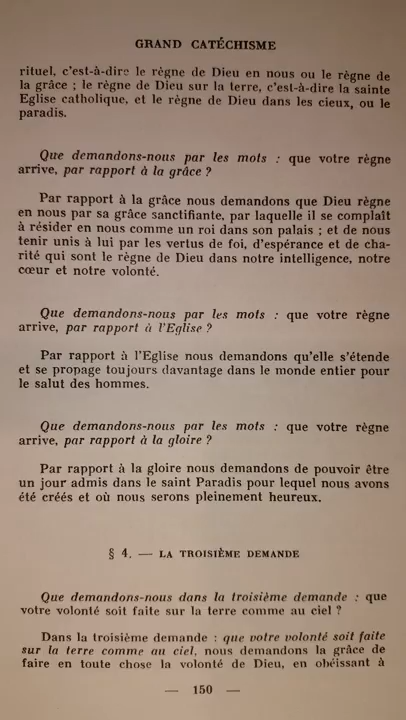 GRAND CATÉCHISME
rituel, c'est-à-dire le règne de Dieu en nous ou le règne de
la grâce ; le règne de Dieu sur la terre, c'est-à-dire la sainte
Eglise catholique, et le règne de Dieu dans les cieux, ou le
paradis.
Que demandons-nous par les mots : que votre règne
arrive, par rapport à la grâce ?
Par rapport à la grâce nous demandons que Dieu règne
en nous par sa grâce sanctifiante, par laquelle il se complaît
à résider en nous comme un roi dans son palais ; et de nous
tenir unis à lui par les vertus de foi, d'espérance et de cha-
rité qui sont le règne de Dieu dans notre intelligence, notre
cœur et notre volonté.
Que demandons-nous par les mots : que votre règne
arrive, par rapport à l'Eglise ?
Par rapport à l'Eglise nous demandons qu'elle s'étende
et se propage toujours davantage dans le monde entier pour
le salut des hommes.
Que demandons-nous par les mots : que votre règne
arrive, par rapport à la gloire ?
Par rapport à la gloire nous demandons de pouvoir être
un jour admis dans le saint Paradis pour lequel nous avons
été créés et où nous serons pleinement heureux.
§ 4. — LA TROISIÈME DEMANDE
Que demandons-nous dans la troisième demande : que
votre volonté soit faite sur la terre comme au ciel ?
Dans la troisième demande : que votre volonté soit faite
sur la terre comme au ciel, nous demandons la grâce de
faire en toute chose la volonté de Dieu, en obéissant à
— 150 —